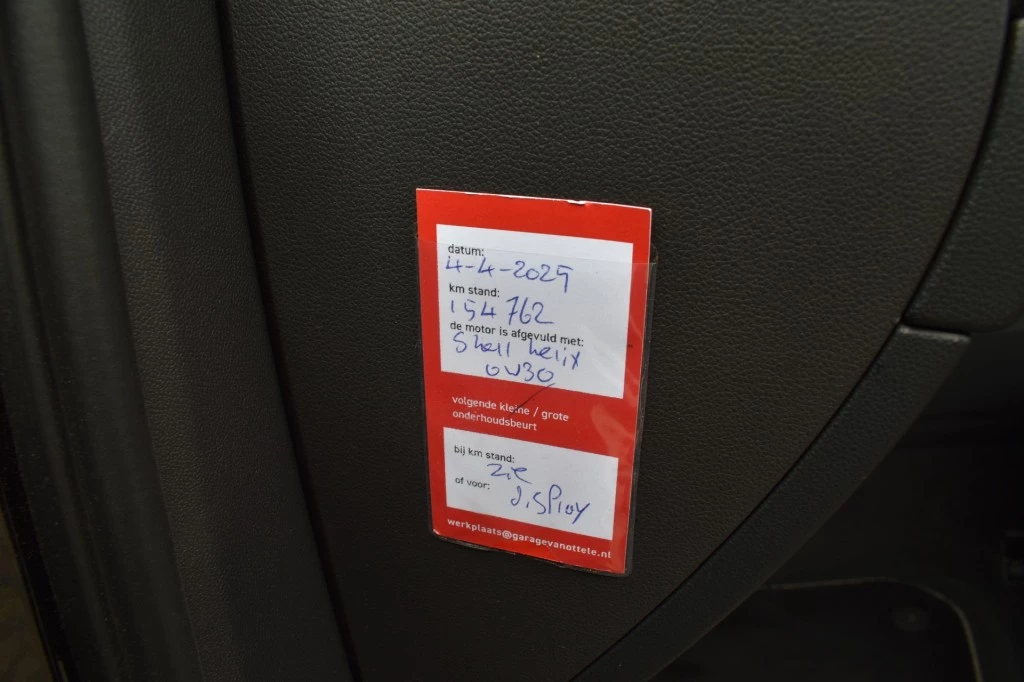 datum:
4-4-2025
km stand:
154762
de motor is afgevuld met:
Shell helix
0W30
volgende kleine / grote
onderhoudsbeurt
bij km stand:
zie
of voor:
display
werkplaats@garagevanottele.nl